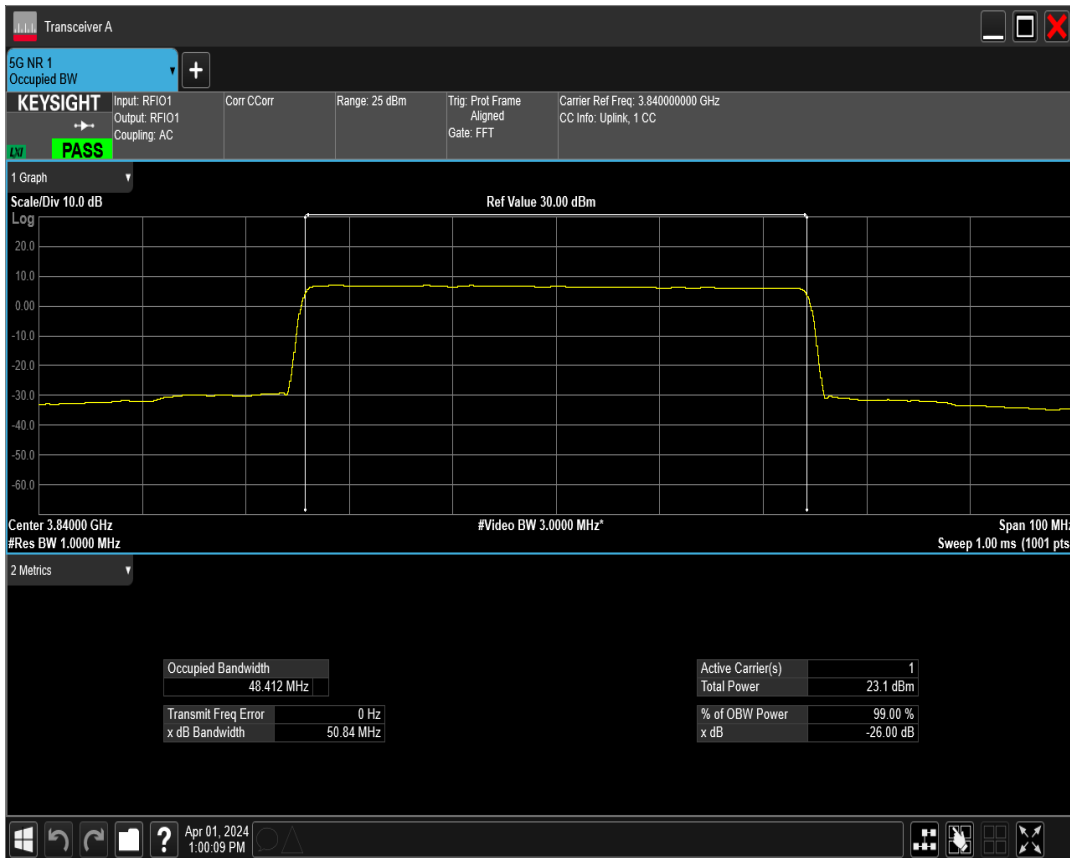 Transceiver A
5G NR 1
Occupied BW
KEYSIGHT
LXI
PASS
Input: RFIO1
Output: RFIO1
Coupling: AC
Corr CCorr
Range: 25 dBm
Trig: Prot Frame
Aligned
Gate: FFT
Carrier Ref Freq: 3.840000000 GHz
CC Info: Uplink, 1 CC
1 Graph
Scale/Div 10.0 dB
Ref Value 30.00 dBm
Log
20.0
10.0
0.00
-10.0
-20.0
-30.0
-40.0
-50.0
-60.0
Center 3.84000 GHz
#Video BW 3.0000 MHz*
Span 100 MHz
#Res BW 1.0000 MHz
Sweep 1.00 ms (1001 pts
2 Metrics
Occupied Bandwidth
48.412 MHz
Transmit Freq Error 0 Hz
x dB Bandwidth 50.84 MHz
Active Carrier(s) 1
Total Power 23.1 dBm
% of OBW Power 99.00 %
x dB -26.00 dB
?
Apr 01, 2024
1:00:09 PM